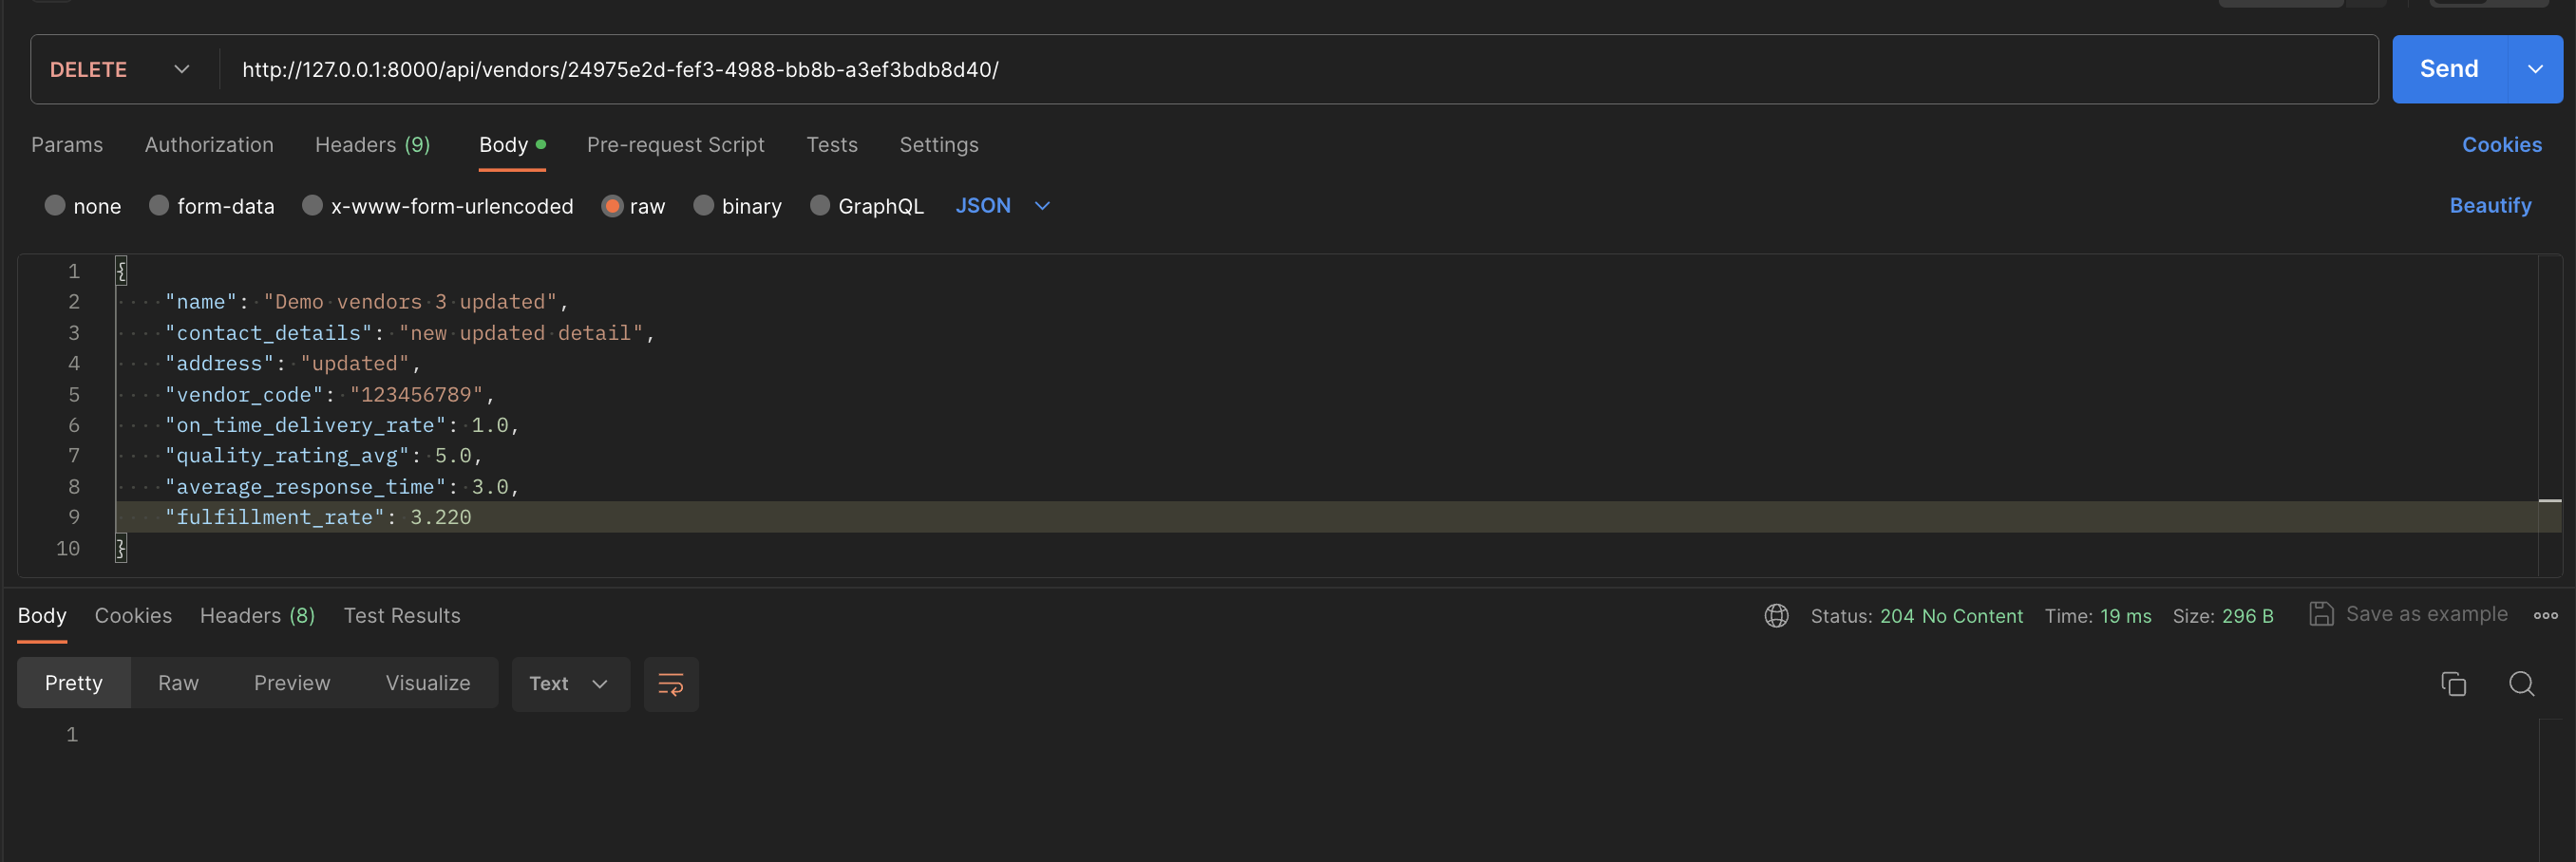 DELETE http://127.0.0.1:8000/api/vendors/24975e2d-fef3-4988-bb8b-a3ef3bdb8d40/ Send
Params Authorization Headers (9) Body Pre-request Script Tests Settings Cookies
none form-data x-www-form-urlencoded raw binary GraphQL JSON Beautify
1 {
2 "name": "Demo vendors 3 updated",
3 "contact_details": "new updated detail",
4 "address": "updated",
5 "vendor_code": "123456789",
6 "on_time_delivery_rate": 1.0,
7 "quality_rating_avg": 5.0,
8 "average_response_time": 3.0,
9 "fulfillment_rate": 3.220
10 }
Body Cookies Headers (8) Test Results Status: 204 No Content Time: 19 ms Size: 296 B Save as example
Pretty Raw Preview Visualize Text
1